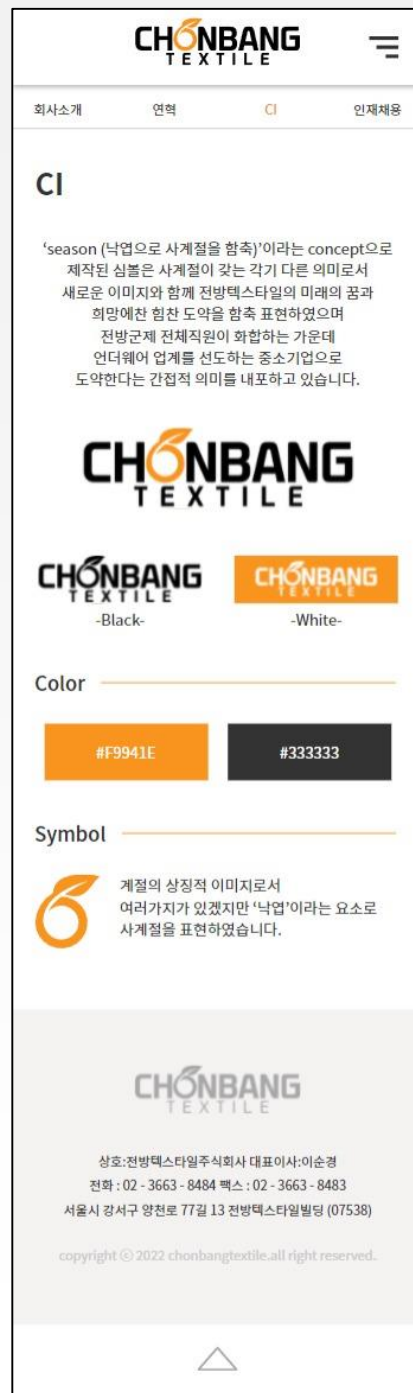 CHONBANG
TEXTILE
회사소개 연혁 CI 인재채용
CI
‘season (낙엽으로 사계절을 함축)’이라는 concept으로
제작된 심볼은 사계절이 갖는 각기 다른 의미로서
새로운 이미지와 함께 전방텍스타일의 미래의 꿈과
희망에찬 힘찬 도약을 함축 표현하였으며
전방군제 전체직원이 화합하는 가운데
언더웨어 업계를 선도하는 중소기업으로
도약한다는 간접적 의미를 내포하고 있습니다.
CHONBANG
TEXTILE
CHONBANG
TEXTILE
-Black-
CHONBANG
TEXTILE
-White-
Color
#F9941E #333333
Symbol
계절의 상징적 이미지로서
여러가지가 있겠지만 ‘낙엽’이라는 요소로
사계절을 표현하였습니다.
CHONBANG
TEXTILE
상호:전방텍스타일주식회사 대표이사:이순경
전화 : 02 - 3663 - 8484 팩스 : 02 - 3663 - 8483
서울시 강서구 양천로 77길 13 전방텍스타일빌딩 (07538)
copyright ⓒ 2022 chonbangtextile.all right reserved.